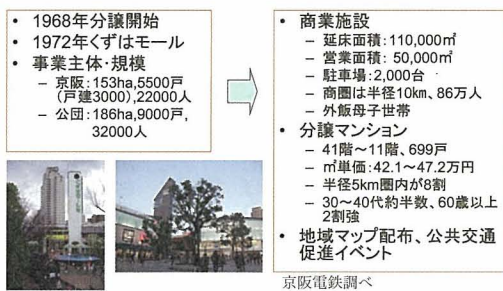 • 1968年分譲開始
• 1972年くずはモール
• 事業主体・規模
– 京阪:153ha,5500戸
(戸建3000),22000人
– 公団:186ha,9000戸,
32000人
• 商業施設
– 延床面積:110,000㎡
– 営業面積: 50,000㎡
– 駐車場:2,000台
– 商圏は半径10km、86万人
– 外飯母子世帯
• 分譲マンション
– 41階~11階、699戸
– ㎡単価:42.1~47.2万円
– 半径5km圏内が8割
– 30~40代約半数、60歳以上
2割強
• 地域マップ配布、公共交通
促進イベント
京阪電鉄調べ